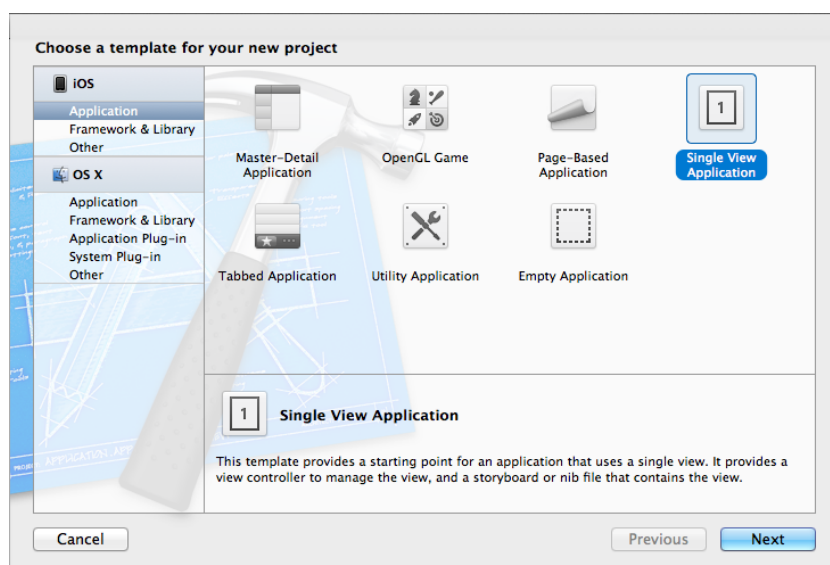 Choose a template for your new project
iOS
Application
Framework & Library
Other
OS X
Application
Framework & Library
Application Plug-in
System Plug-in
Other
Master-Detail
Application
OpenGL Game
Page-Based
Application
1
Single View
Application
Tabbed Application
Utility Application
Empty Application
1
Single View Application
This template provides a starting point for an application that uses a single view. It provides a
view controller to manage the view, and a storyboard or nib file that contains the view.
Cancel
Previous
Next